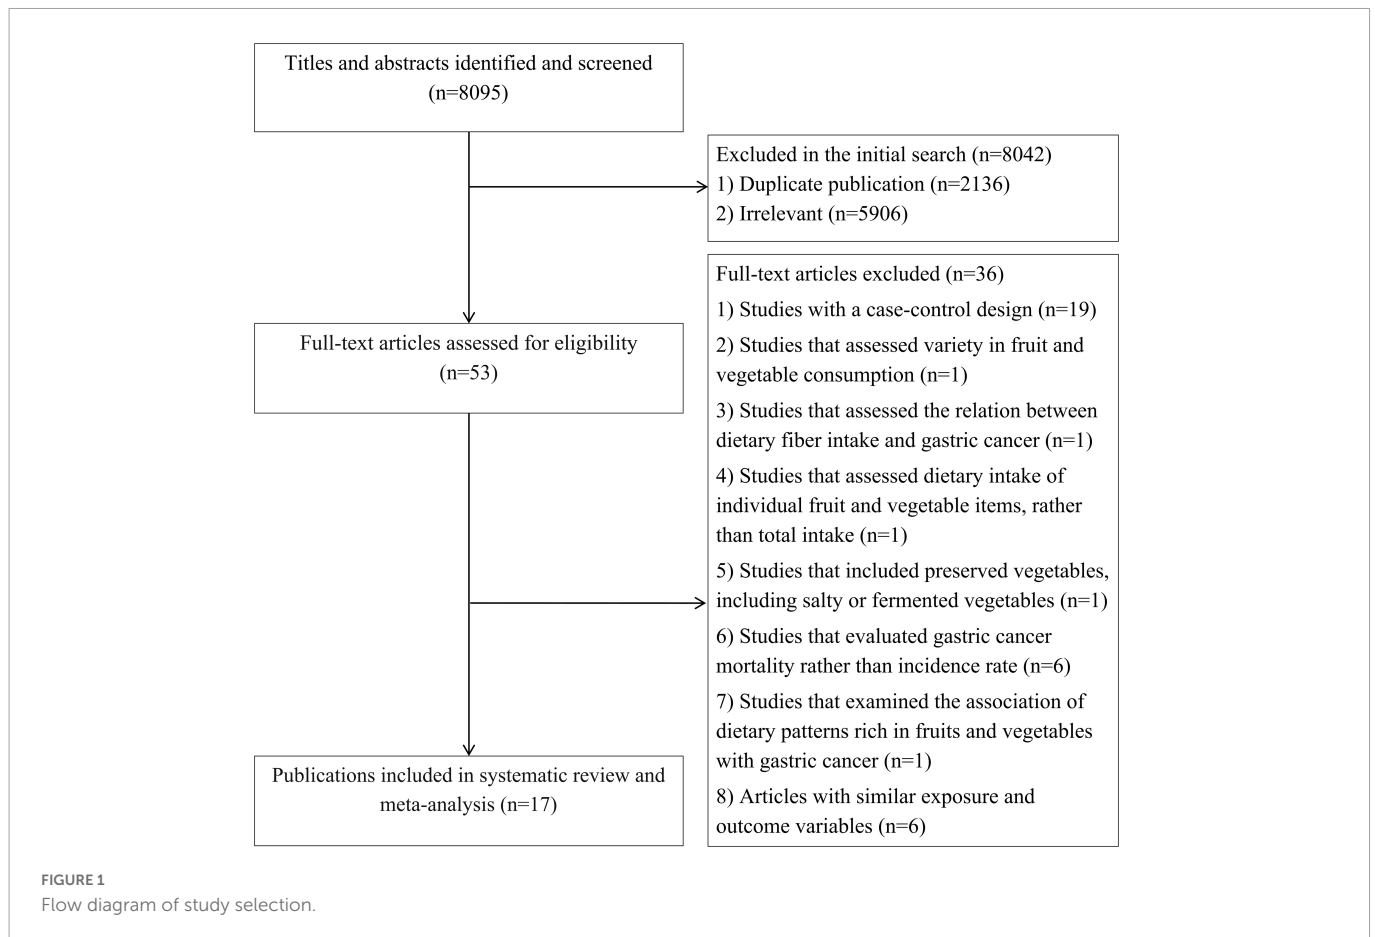 Titles and abstracts identified and screened
(n=8095)
Excluded in the initial search (n=8042)
1) Duplicate publication (n=2136)
2) Irrelevant (n=5906)
Full-text articles assessed for eligibility
(n=53)
Full-text articles excluded (n=36)
1) Studies with a case-control design (n=19)
2) Studies that assessed variety in fruit and
vegetable consumption (n=1)
3) Studies that assessed the relation between
dietary fiber intake and gastric cancer (n=1)
4) Studies that assessed dietary intake of
individual fruit and vegetable items, rather
than total intake (n=1)
5) Studies that included preserved vegetables,
including salty or fermented vegetables (n=1)
6) Studies that evaluated gastric cancer
mortality rather than incidence rate (n=6)
7) Studies that examined the association of
dietary patterns rich in fruits and vegetables
with gastric cancer (n=1)
8) Articles with similar exposure and
outcome variables (n=6)
Publications included in systematic review and
meta-analysis (n=17)
FIGURE 1
Flow diagram of study selection.